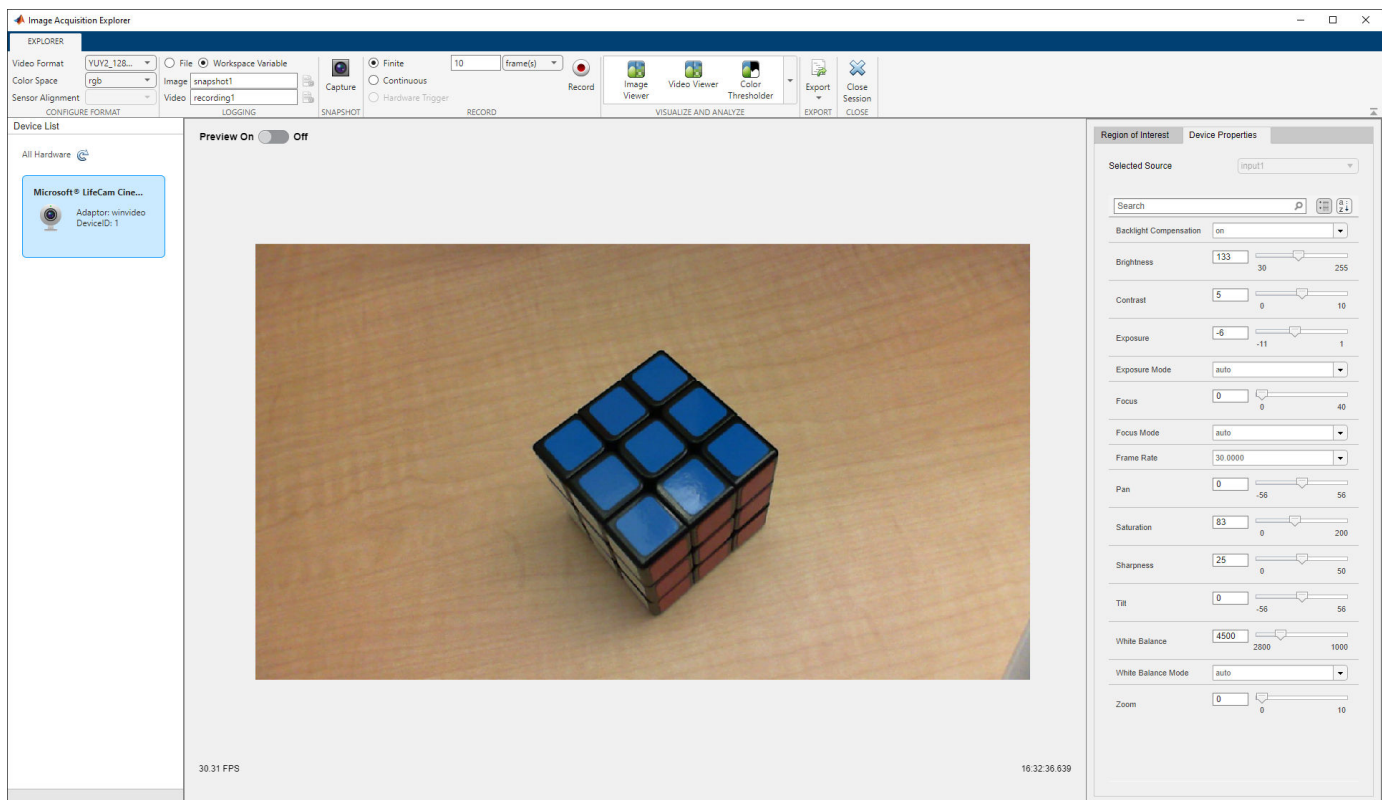 Image Acquisition Explorer
EXPLORER
Video Format YUY2_128...
Color Space rgb
Sensor Alignment
CONFIGURE FORMAT
File Workspace Variable
Image snapshot1
Video recording1
LOGGING
Capture
SNAPSHOT
Finite 10 frame(s)
Continuous
Hardware Trigger
Record
RECORD
Image Viewer
Video Viewer
Color Thresholder
VISUALIZE AND ANALYZE
Export
EXPORT
Close Session
CLOSE
Device List
All Hardware
Microsoft® LifeCam Cine...
Adaptor: winvideo
DeviceID: 1
Preview On Off
30.31 FPS
16:32:36.639
Region of Interest Device Properties
Selected Source input1
Search
Backlight Compensation on
Brightness 133
30 255
Contrast 5
0 10
Exposure -6
-11 1
Exposure Mode auto
Focus 0
0 40
Focus Mode auto
Frame Rate 30.0000
Pan 0
-56 56
Saturation 83
0 200
Sharpness 25
0 50
Tilt 0
-56 56
White Balance 4500
2800 1000
White Balance Mode auto
Zoom 0
0 10